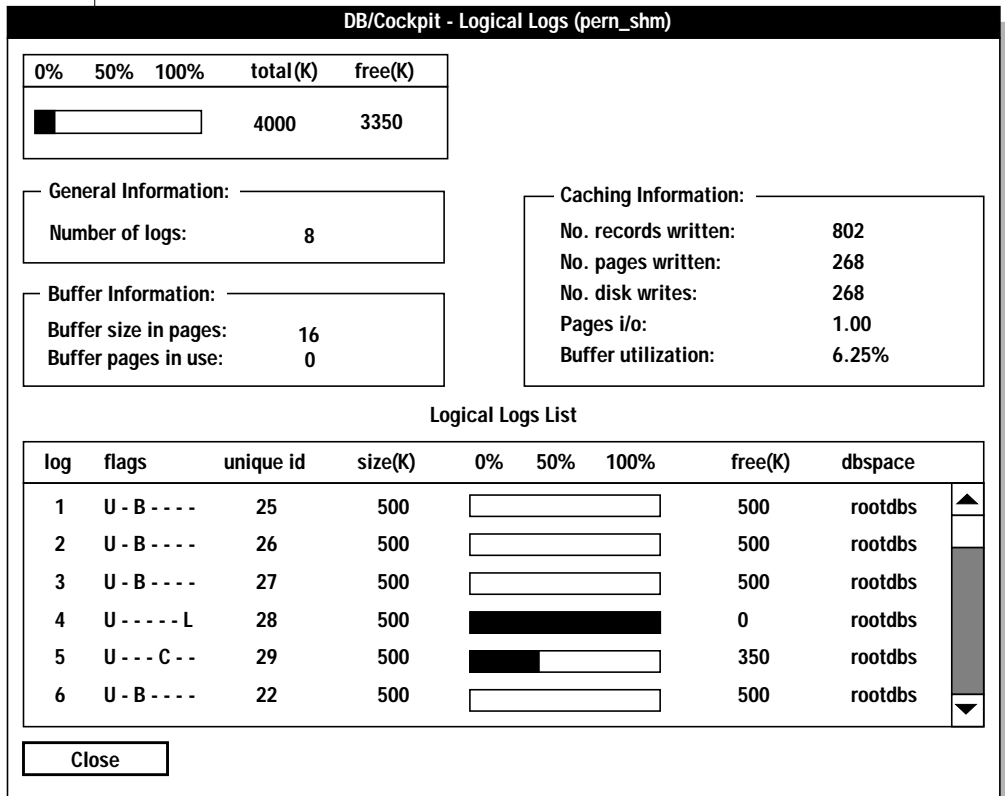 DB/Cockpit - Logical Logs (pern_shm)
0% 50% 100% total(K) free(K)
4000 3350
General Information:
Number of logs: 8
Buffer Information:
Buffer size in pages: 16
Buffer pages in use: 0
Caching Information:
No. records written: 802
No. pages written: 268
No. disk writes: 268
Pages i/o: 1.00
Buffer utilization: 6.25%
Logical Logs List
log flags unique id size(K) 0% 50% 100% free(K) dbspace
1 U - B - - - - 25 500 500 rootdbs
2 U - B - - - - 26 500 500 rootdbs
3 U - B - - - - 27 500 500 rootdbs
4 U - - - - - L 28 500 0 rootdbs
5 U - - - C - - 29 500 350 rootdbs
6 U - B - - - - 22 500 500 rootdbs
Close